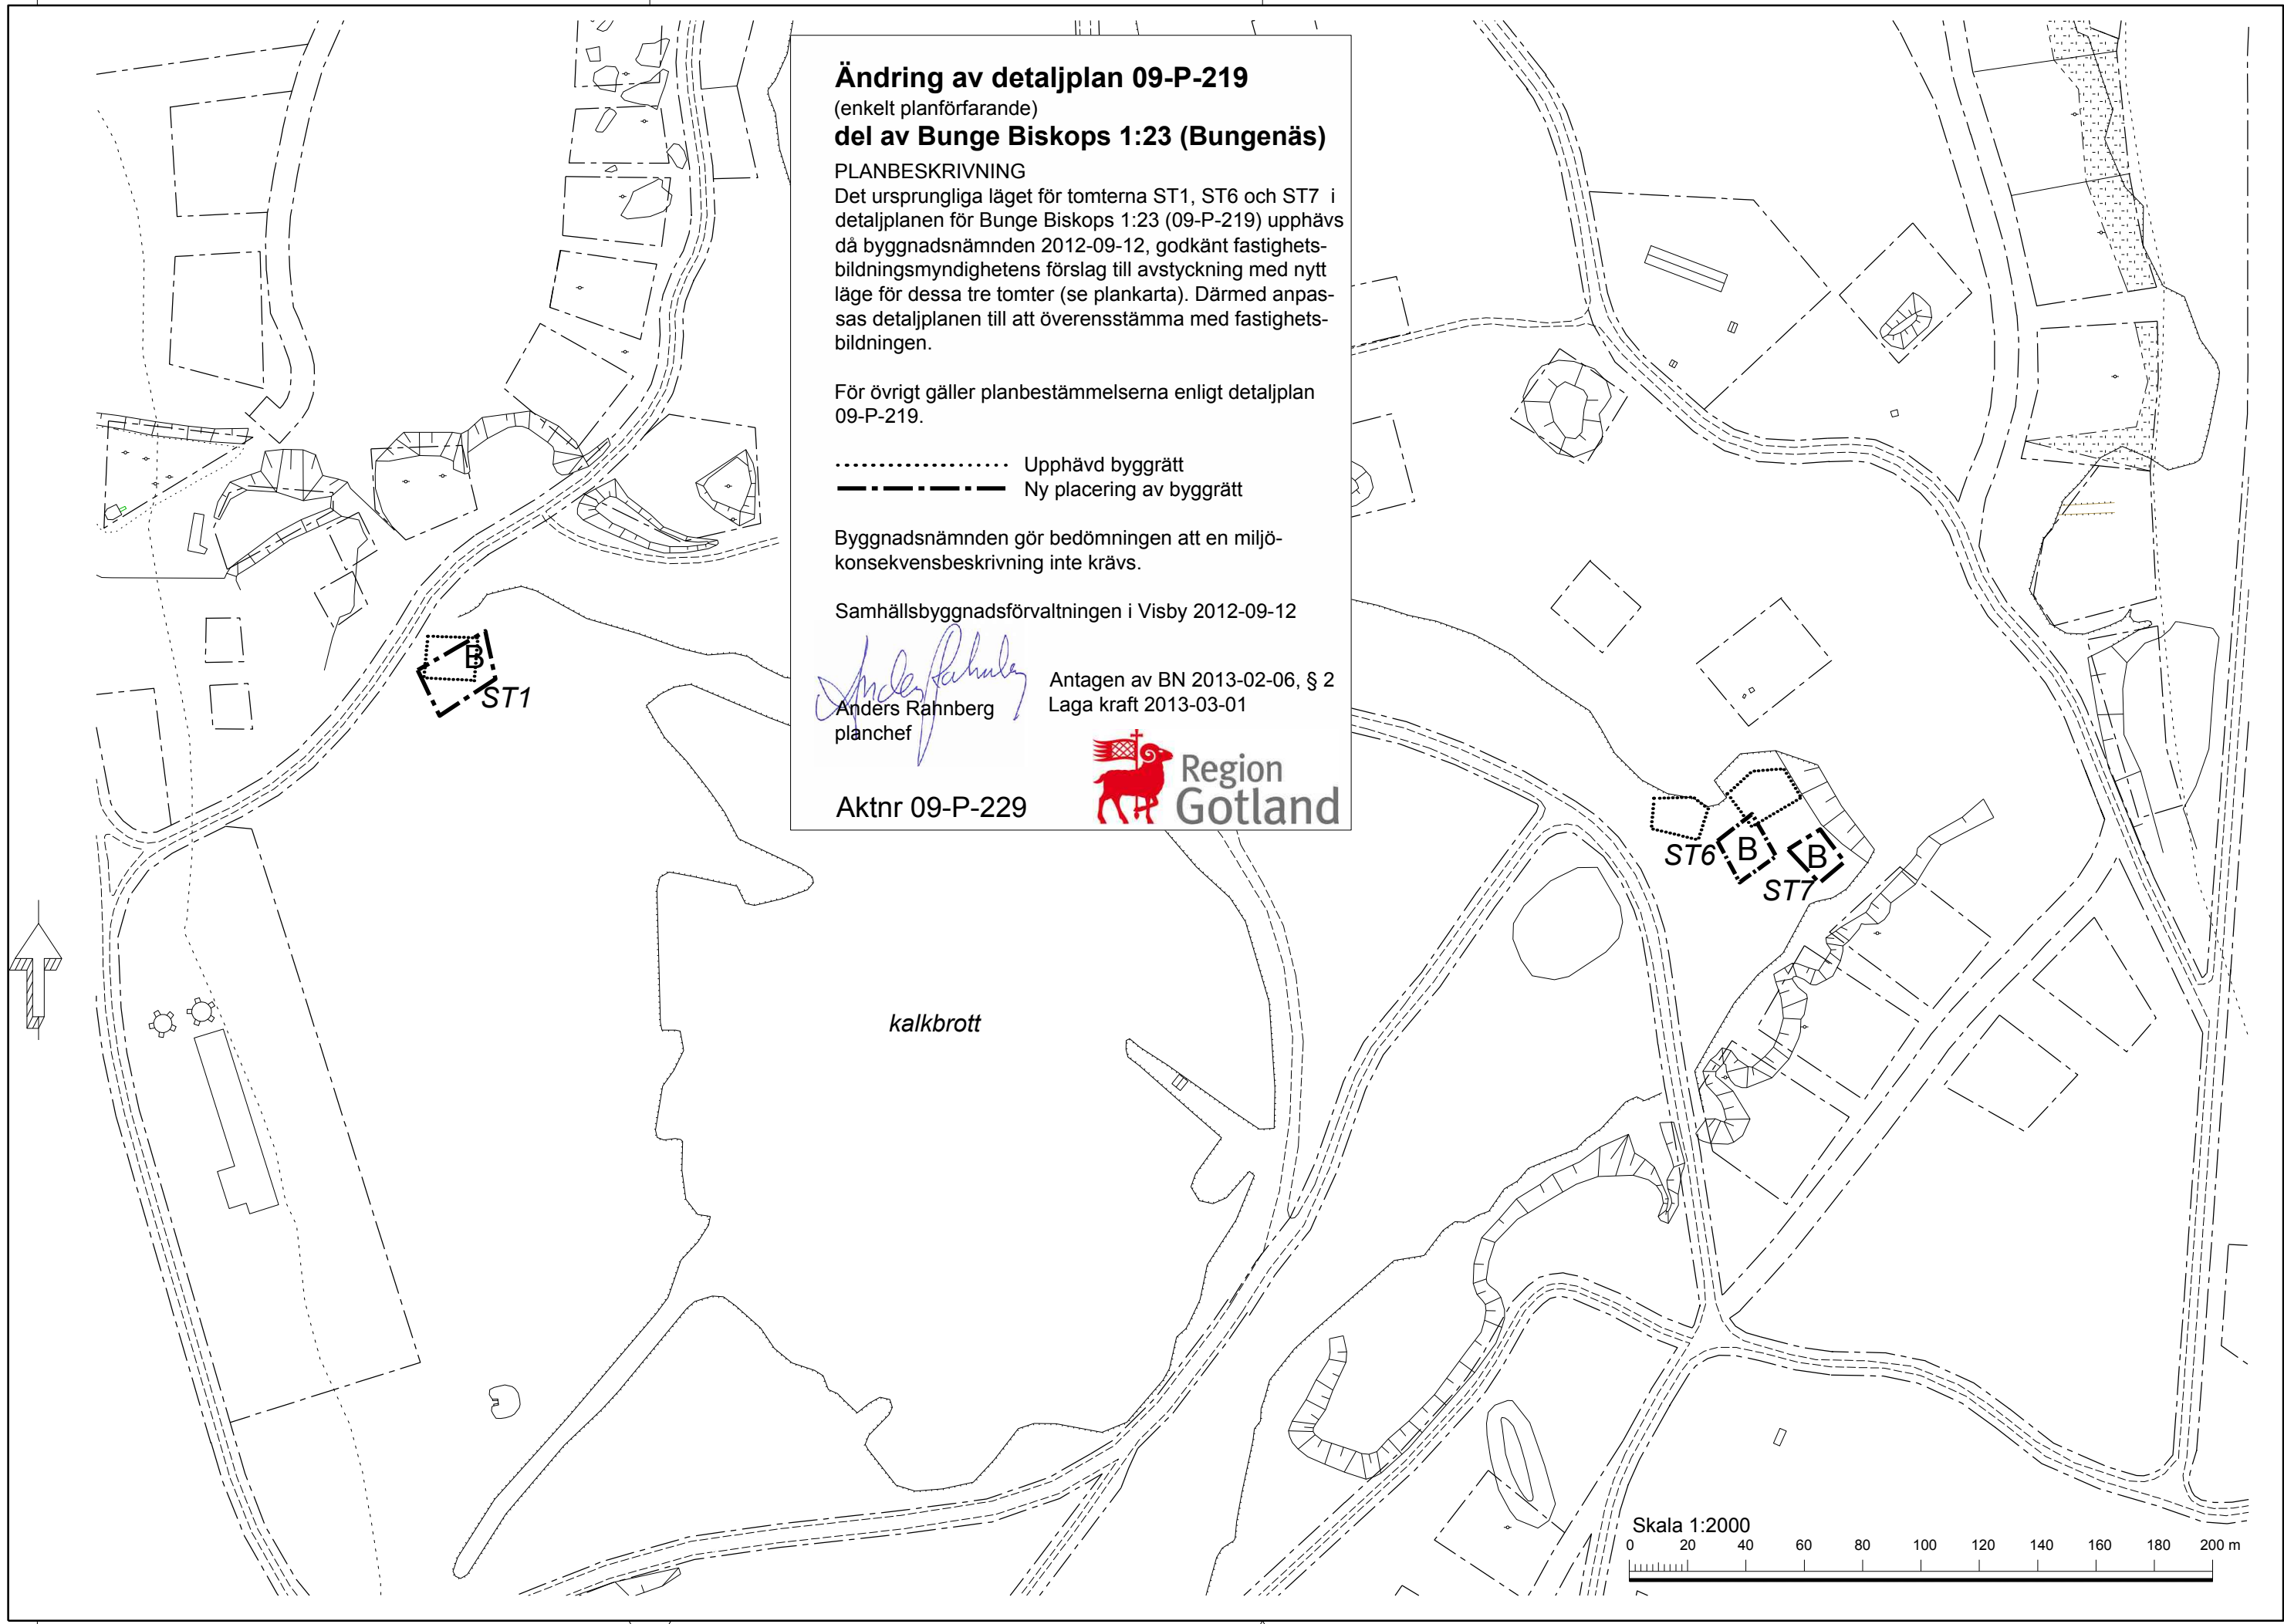 Ändring av detaljplan 09-P-219
(enkelt planförfarande)
del av Bunge Biskops 1:23 (Bungenäs)
PLANBESKRIVNING
Det ursprungliga läget för tomterna ST1, ST6 och ST7 i
detaljplanen för Bunge Biskops 1:23 (09-P-219) upphävs
då byggnadsnämnden 2012-09-12, godkänt fastighets-
bildningsmyndighetens förslag till avstyckning med nytt
läge för dessa tre tomter (se plankarta). Därmed anpas-
sas detaljplanen till att överensstämma med fastighets-
bildningen.
För övrigt gäller planbestämmelserna enligt detaljplan
09-P-219.
Upphävd byggrätt
Ny placering av byggrätt
Byggnadsnämnden gör bedömningen att en miljö-
konsekvensbeskrivning inte krävs.
Samhällsbyggnadsförvaltningen i Visby 2012-09-12
Anders Rahnberg
planchef
Antagen av BN 2013-02-06, § 2
Laga kraft 2013-03-01
Aktnr 09-P-229
Region
Gotland
B
ST1
ST6
B
B
ST7
kalkbrott
Skala 1:2000
0 20 40 60 80 100 120 140 160 180 200 m